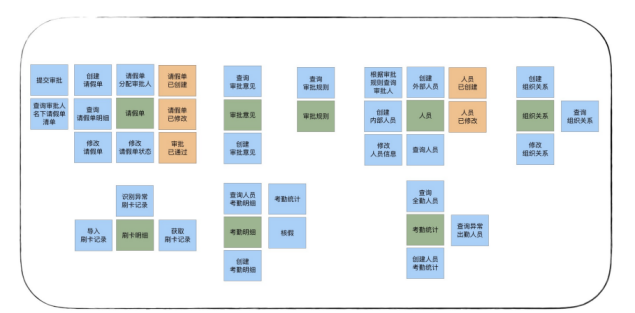 提交审批
创建
请假单
请假单
分配审批人
请假单
已创建
查询审批人
名下请假单
清单
查询
请假单明细
请假单
请假单
已修改
修改
请假单
修改
请假单状态
审批
已通过
查询
审批意见
审批意见
创建
审批意见
查询
审批规则
审批规则
根据审批
规则查询
审批人
创建
外部人员
人员
已创建
创建
内部人员
人员
人员
已修改
修改
人员信息
查询人员
创建
组织关系
组织关系
查询
组织关系
修改
组织关系
识别异常
刷卡记录
导入
刷卡记录
刷卡明细
获取
刷卡记录
查询人员
考勤明细
考勤统计
考勤明细
核假
创建
考勤明细
查询
全勤人员
考勤统计
查询异常
出勤人员
创建人员
考勤统计